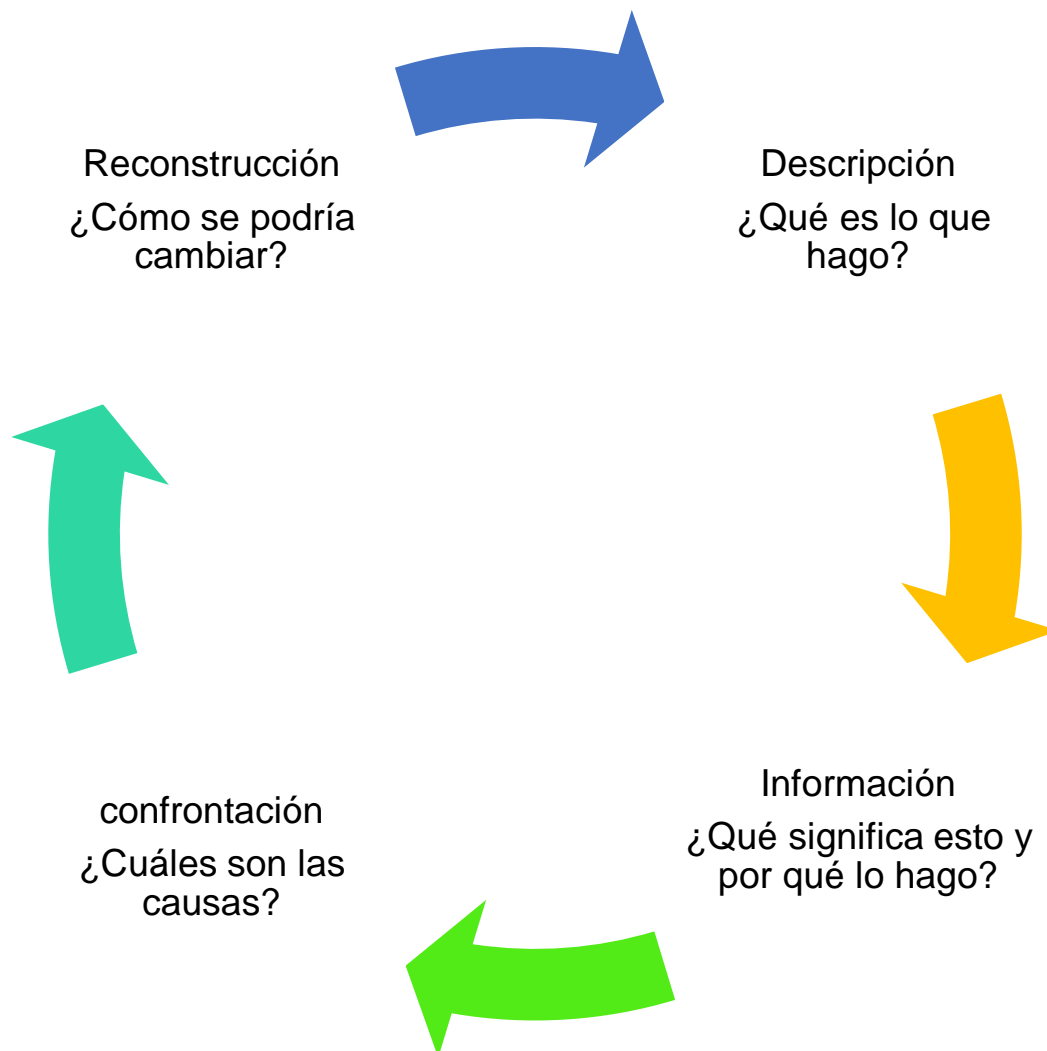 Reconstrucción
¿Cómo se podría
cambiar?
Descripción
¿Qué es lo que
hago?
confrontación
¿Cuáles son las
causas?
Información
¿Qué significa esto y
por qué lo hago?